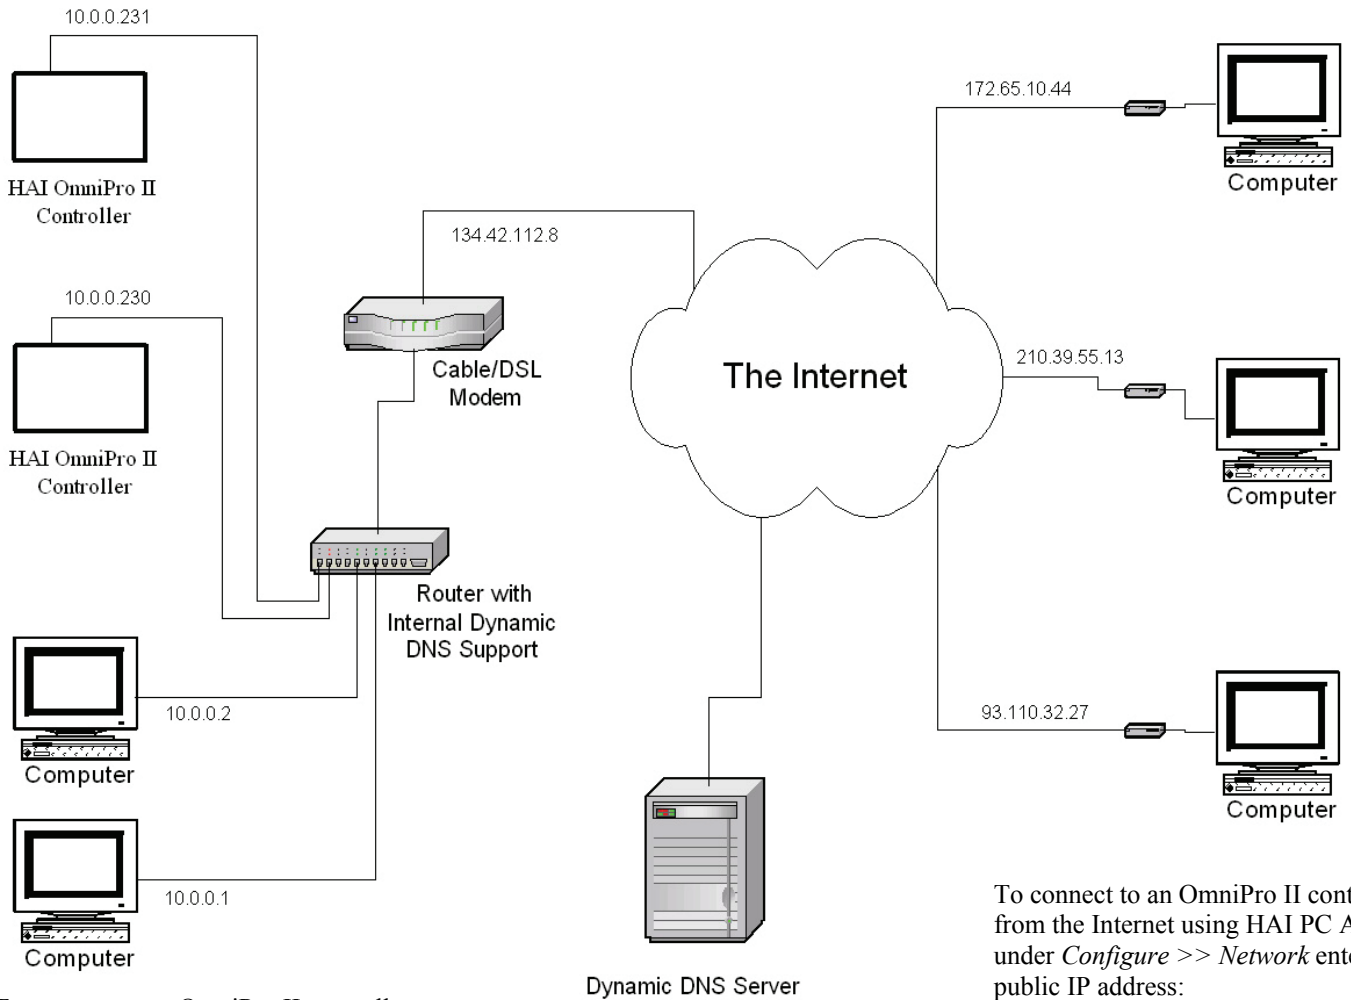 10.0.0.231
HAI OmniPro II
Controller
10.0.0.230
HAI OmniPro II
Controller
134.42.112.8
Cable/DSL
Modem
Router with
Internal Dynamic
DNS Support
10.0.0.2
Computer
10.0.0.1
Computer
The Internet
172.65.10.44
Computer
210.39.55.13
Computer
93.110.32.27
Computer
Dynamic DNS Server
To connect to an OmniPro II cont
from the Internet using HAI PC A
under Configure >> Network ente
public IP address: